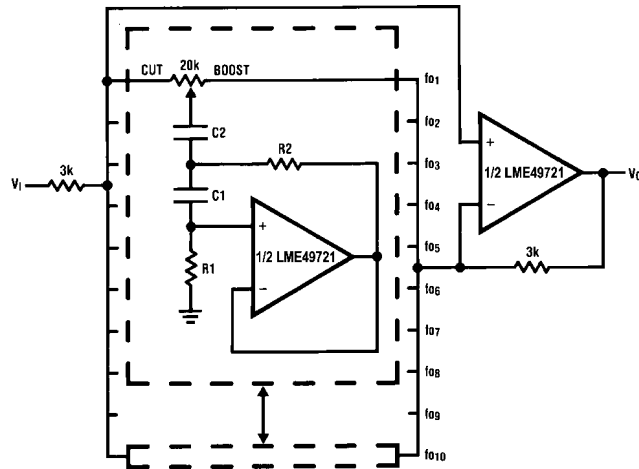 20k
CUT
BOOST
fo1
fo2
fo3
fo4
fo5
fo6
fo7
fo8
fo9
fo10
C2
R2
C1
R1
+
1/2 LME49721
−
VI
3k
+
1/2 LME49721
−
VO
3k